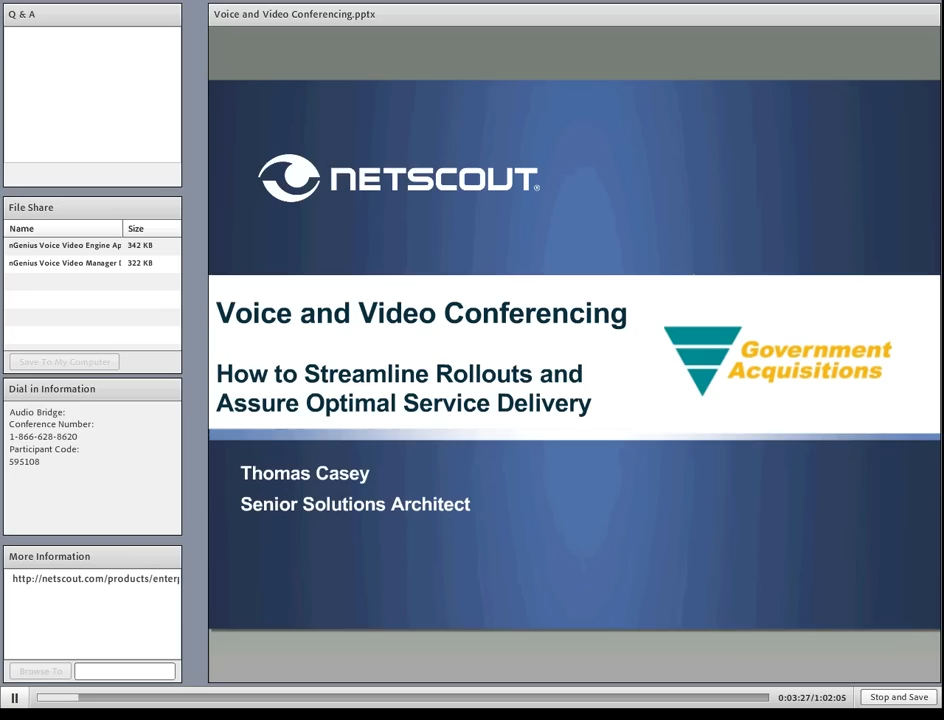 Q & A
File Share
Name Size
nGenius Voice Video Engine Ap 342 KB
nGenius Voice Video Manager 322 KB
Save To My Computer
Dial in Information
Audio Bridge:
Conference Number:
1-866-628-8620
Participant Code:
595108
More Information
http://netscout.com/products/enterp
Browse To
Voice and Video Conferencing.pptx
NETSCOUT®
Voice and Video Conferencing
How to Streamline Rollouts and
Assure Optimal Service Delivery
Government
Acquisitions
Thomas Casey
Senior Solutions Architect
0:03:27/1:02:05
Stop and Save